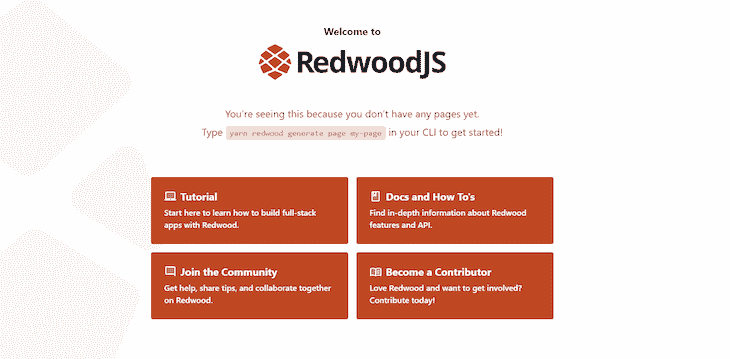 Welcome to
RedwoodJS
You're seeing this because you don't have any pages yet.
Type yarn redwood generate page my-page in your CLI to get started!
Tutorial
Start here to learn how to build full-stack
apps with Redwood.
Docs and How To's
Find in-depth information about Redwood
features and API.
Join the Community
Get help, share tips, and collaborate together
on Redwood.
Become a Contributor
Love Redwood and want to get involved?
Contribute today!